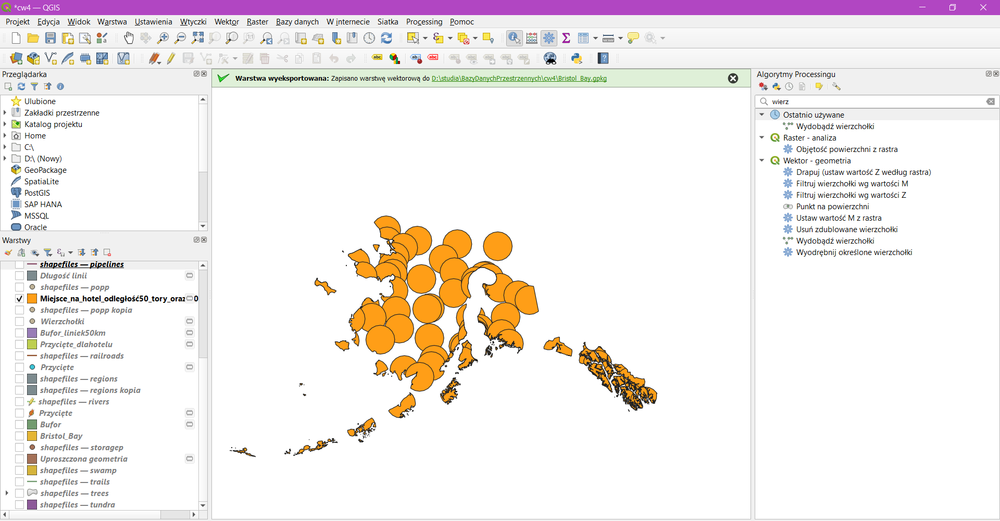 *cw4 — QGIS
Projekt Edycja Widok Warstwa Ustawienia Wtyczki Wektor Raster Bazy danych W internecie Siatka Processing Pomoc
Przeglądarka
Ulubione
Zakładki przestrzenne
Katalog projektu
Home
C:\
D:\ (Nowy)
GeoPackage
SpatiaLite
PostGIS
SAP HANA
MSSQL
Oracle
Warstwy
shapefiles — pipelines
Długość linii
shapefiles — popp
Miejsce_na_hotel_odległość50_tory_oraz
shapefiles — popp kopia
Wierzchołki
Bufor_liniek50km
Przycięte_dlahotelu
shapefiles — railroads
Przycięte
shapefiles — regions
shapefiles — regions kopia
shapefiles — rivers
Przycięte
Bufor
Bristol_Bay
shapefiles — storagep
Uproszczona geometria
shapefiles — swamp
shapefiles — trails
shapefiles — trees
shapefiles — tundra
Warstwa wyeksportowana: Zapisano warstwę wektorową do D:\studia\BazyDanychPrzestrzennych\cw4\Bristol_Bay.gpkg
Algorytmy Processingu
wierz
Ostatnio używane
Wydobądź wierzchołki
Raster - analiza
Objętość powierzchni z rastra
Wektor - geometria
Drapuj (ustaw wartość Z według rastra)
Filtruj wierzchołki wg wartości M
Filtruj wierzchołki wg wartości Z
Punkt na powierzchni
Ustaw wartość M z rastra
Usuń zdublowane wierzchołki
Wydobądź wierzchołki
Wyodrębnij określone wierzchołki